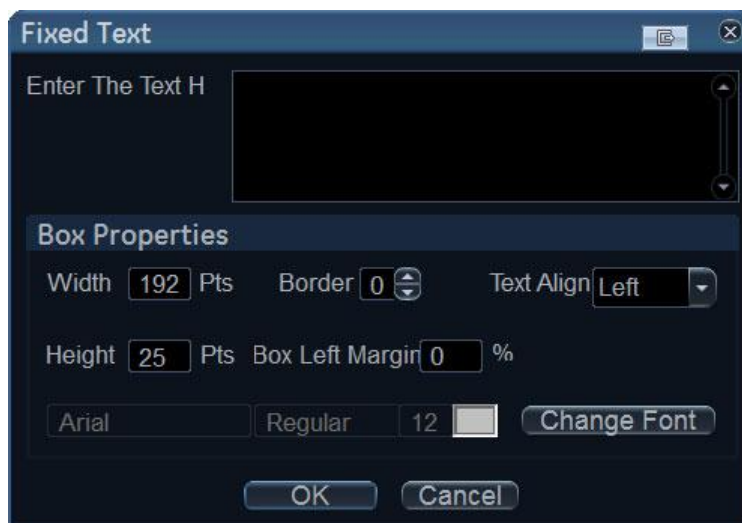 Fixed Text
Enter The Text H
Box Properties
Width 192 Pts Border 0 Text Align Left
Height 25 Pts Box Left Margin 0 %
Arial Regular 12 Change Font
OK Cancel